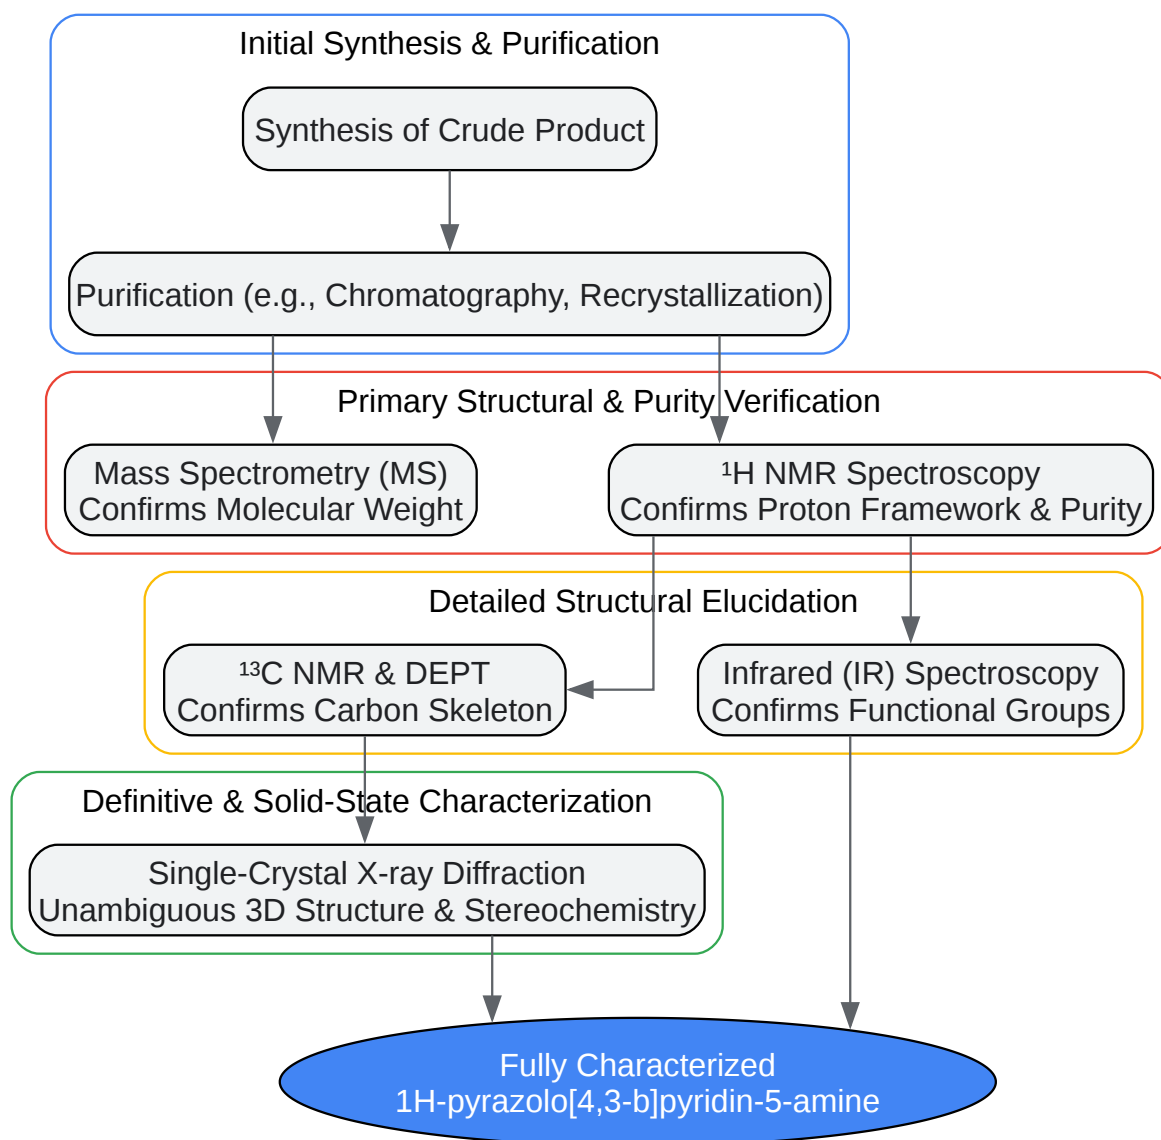 Initial Synthesis & Purification
Synthesis of Crude Product
Purification (e.g., Chromatography, Recrystallization)
Primary Structural & Purity Verification
Mass Spectrometry (MS)
Confirms Molecular Weight
¹H NMR Spectroscopy
Confirms Proton Framework & Purity
Detailed Structural Elucidation
¹³C NMR & DEPT
Confirms Carbon Skeleton
Infrared (IR) Spectroscopy
Confirms Functional Groups
Definitive & Solid-State Characterization
Single-Crystal X-ray Diffraction
Unambiguous 3D Structure & Stereochemistry
Fully Characterized
1H-pyrazolo[4,3-b]pyridin-5-amine